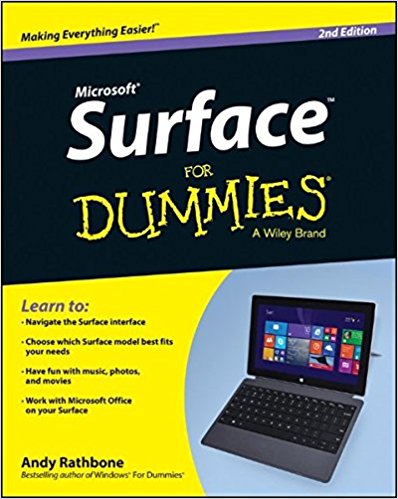 Making Everything Easier!™
2nd Edition
Microsoft®
Surface™
FOR
DUMMIES®
A Wiley Brand
Learn to:
• Navigate the Surface interface
• Choose which Surface model best fits
your needs
• Have fun with music, photos,
and movies
• Work with Microsoft Office
on your Surface
Andy Rathbone
Bestselling author of Windows® For Dummies®